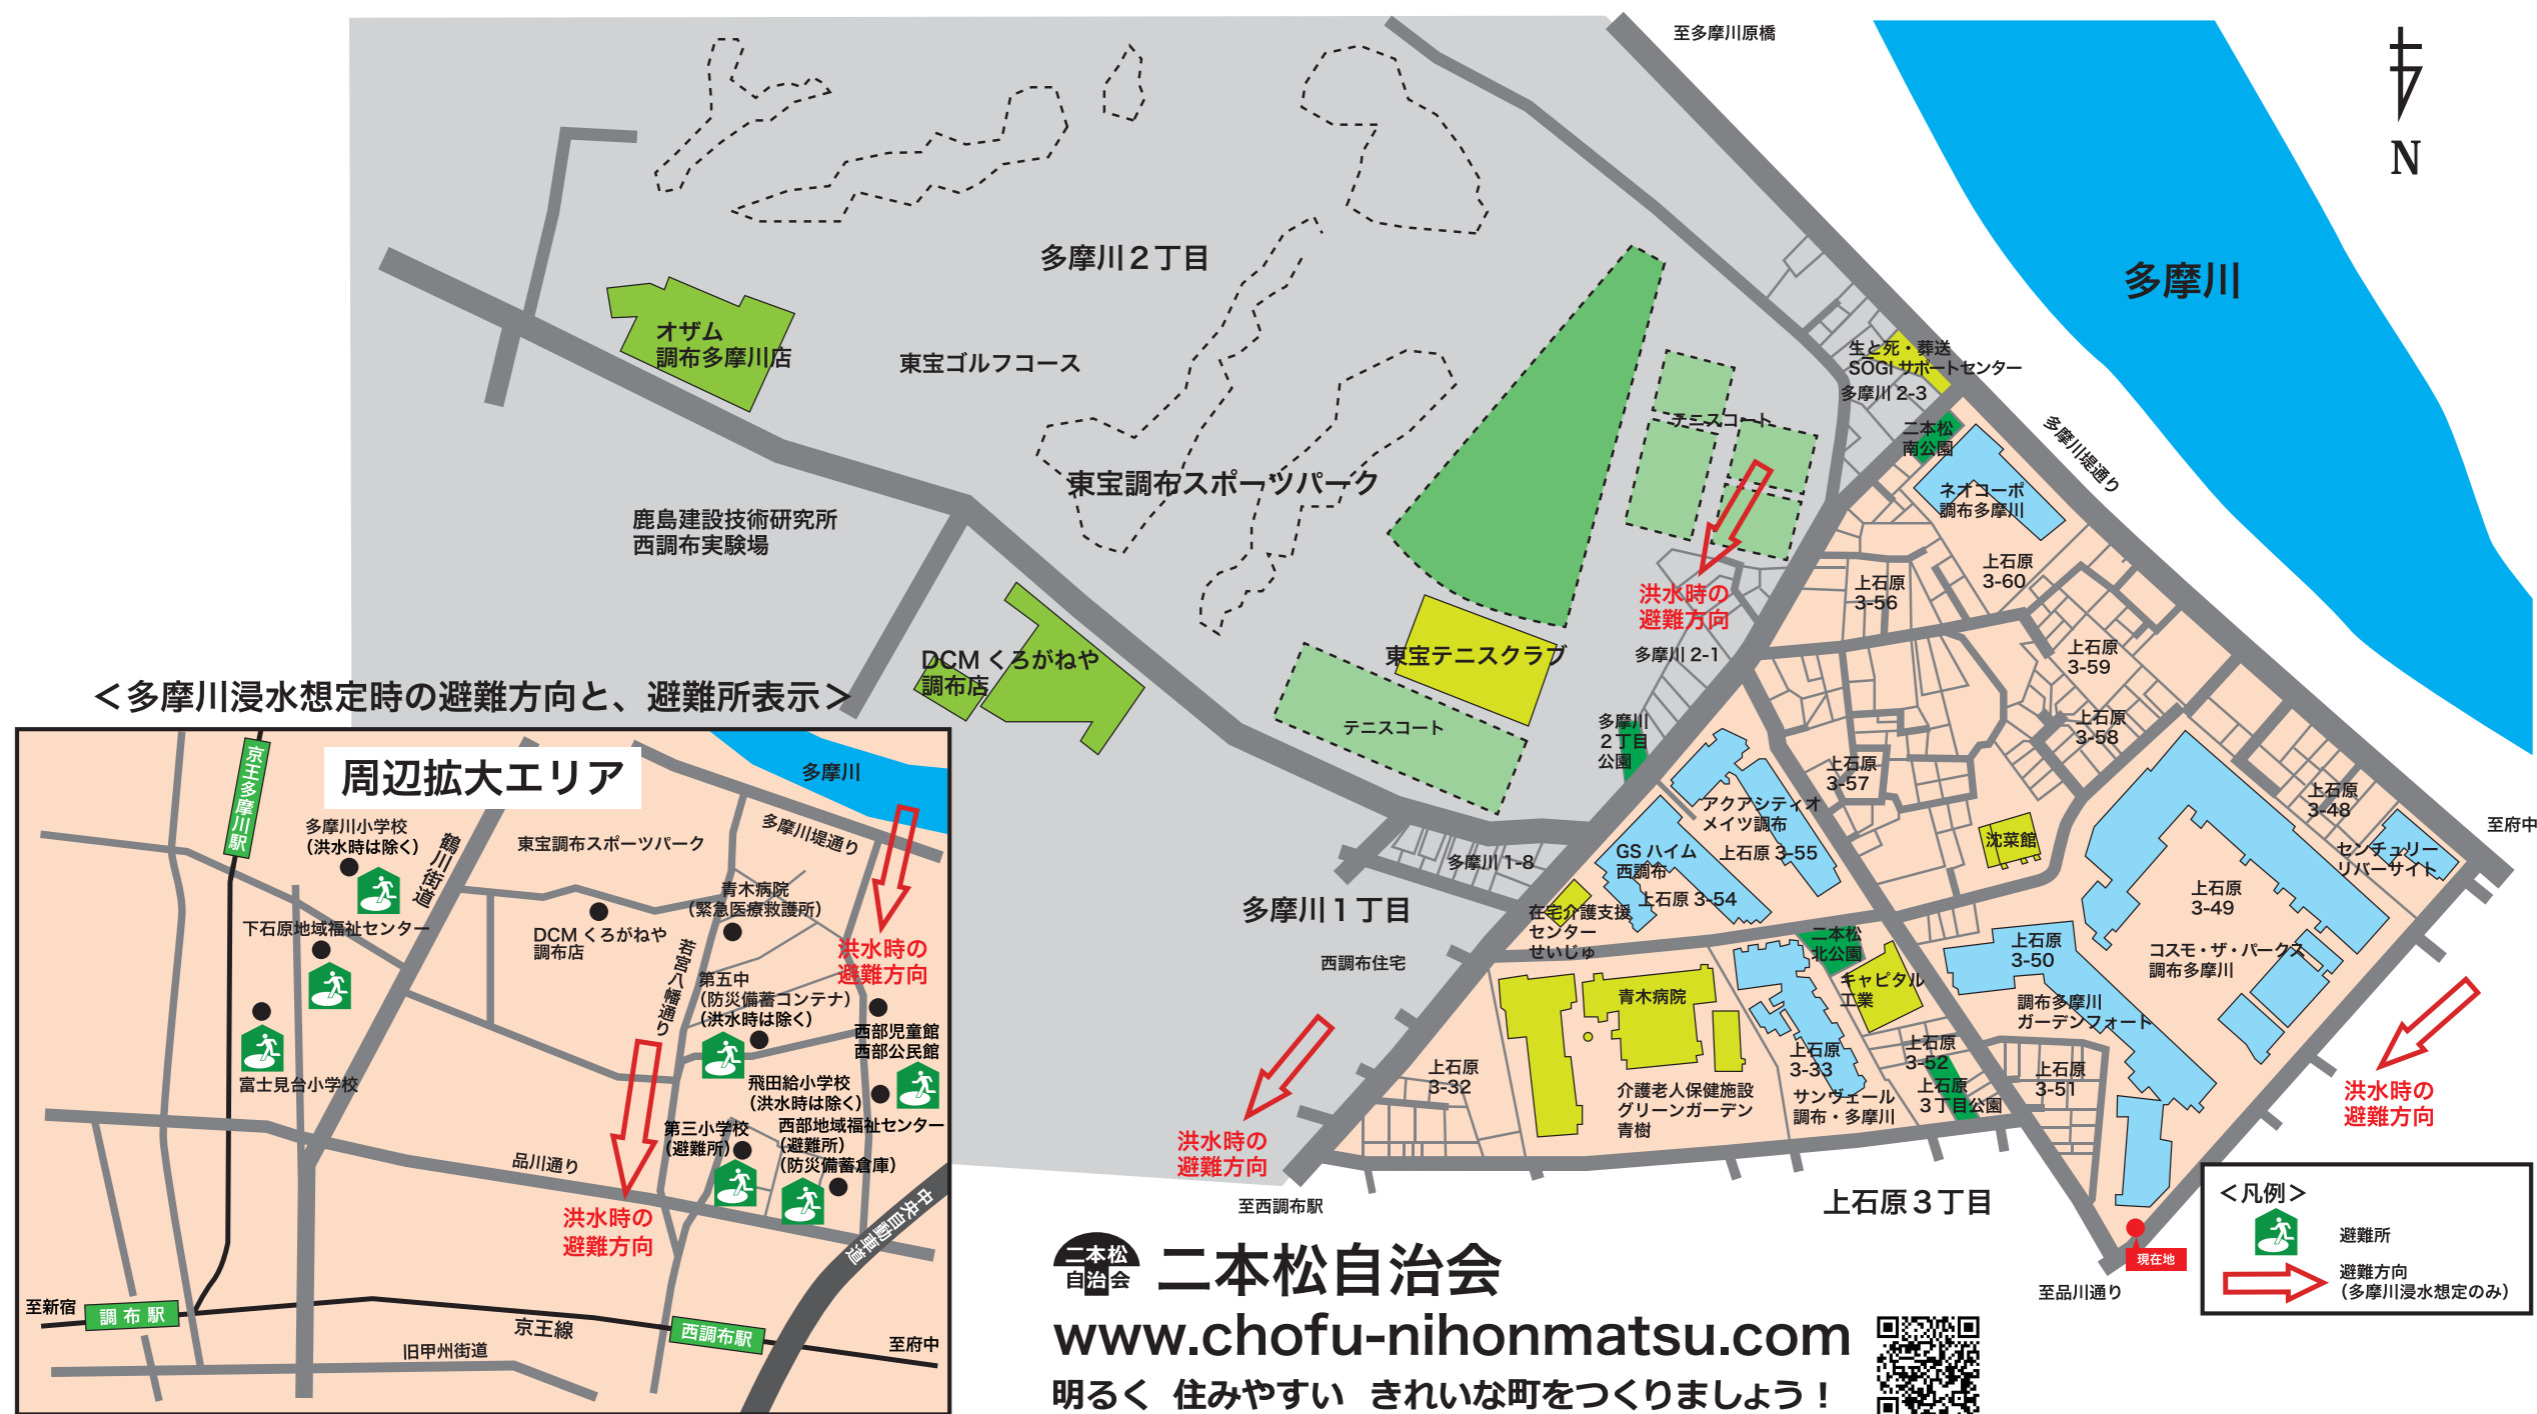 至多摩川原橋
N
多摩川
多摩川2丁目
オザム
調布多摩川店
東宝ゴルフコース
生と死・葬送
SŌGI サポートセンター
多摩川 2-3
テニスコート
二本松
南公園
多摩川堤通り
東宝調布スポーツパーク
ネオコーポ
調布多摩川
鹿島建設技術研究所
西調布実験場
上石原
3-60
上石原
3-56
洪水時の
避難方向
DCM くろがねや
調布店
東宝テニスクラブ
多摩川 2-1
上石原
3-59
テニスコート
多摩川
2丁目
公園
上石原
3-58
上石原
3-57
アクアシティオ
メイツ調布
上石原 3-55
上石原
3-48
至府中
GS ハイム
西調布
上石原 3-54
多摩川 1-8
沈菜館
センチュリー
リバーサイト
多摩川1丁目
在宅介護支援
センター
せいじゅ
上石原
3-49
西調布住宅
二本松
北公園
上石原
3-50
コスモ・ザ・パークス
調布多摩川
青木病院
キャピタル
工業
調布多摩川
ガーデンフォート
上石原
3-32
上石原
3-33
上石原
3-52
上石原
3-51
介護老人保健施設
グリーンガーデン
青樹
サンヴェール
調布・多摩川
上石原
3丁目公園
洪水時の
避難方向
洪水時の
避難方向
至西調布駅
上石原3丁目
現在地
至品川通り
＜凡例＞
避難所
避難方向
（多摩川浸水想定のみ）
＜多摩川浸水想定時の避難方向と、避難所表示＞
周辺拡大エリア
京王多摩川駅
多摩川
多摩川小学校
（洪水時は除く）
鶴川街道
東宝調布スポーツパーク
多摩川堤通り
青木病院
（緊急医療救護所）
下石原地域福祉センター
DCM くろがねや
調布店
若宮八幡通り
洪水時の
避難方向
第五中
（防災備蓄コンテナ）
（洪水時は除く）
西部児童館
西部公民館
富士見台小学校
飛田給小学校
（洪水時は除く）
第三小学校
（避難所）
西部地域福祉センター
（避難所）
（防災備蓄倉庫）
品川通り
洪水時の
避難方向
中央自動車道
至新宿
調布駅
京王線
西調布駅
至府中
旧甲州街道
二本松
自治会
二本松自治会
www.chofu-nihonmatsu.com
明るく 住みやすい きれいな町をつくりましょう！